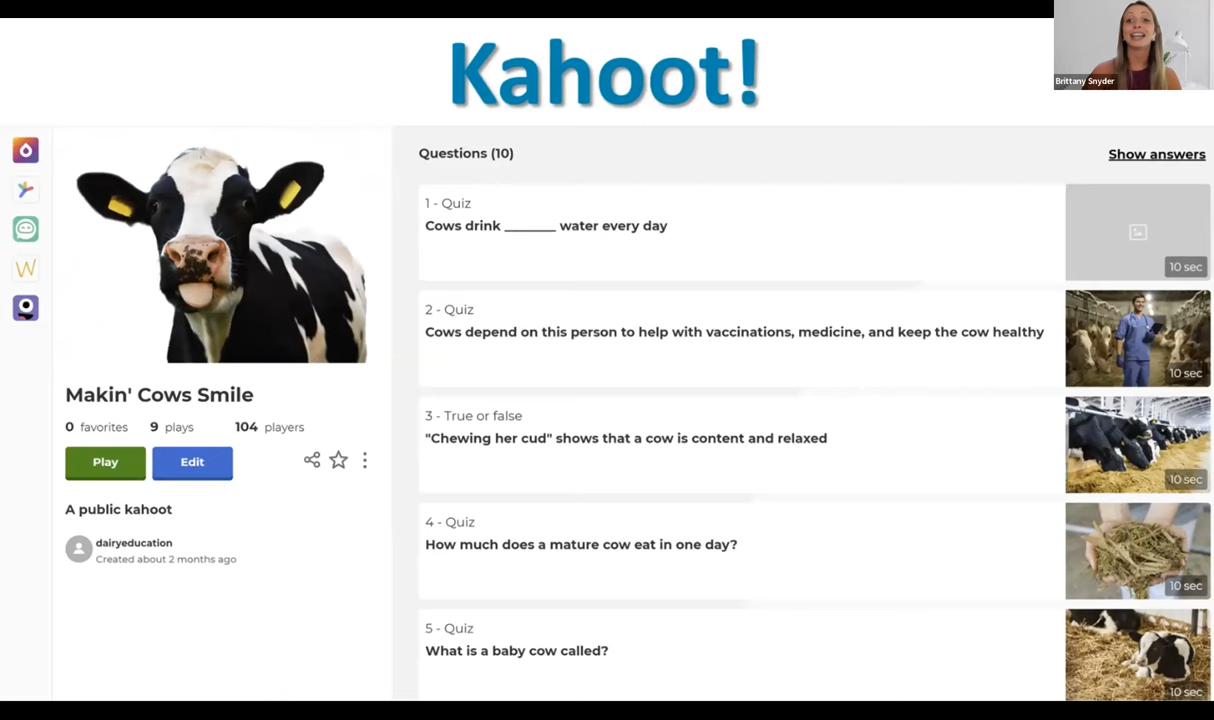 Kahoot!
Brittany Snyder
Makin' Cows Smile
0 favorites 9 plays 104 players
Play Edit
A public kahoot
dairyeducation
Created about 2 months ago
Questions (10) Show answers
1 - Quiz
Cows drink _______ water every day
10 sec
2 - Quiz
Cows depend on this person to help with vaccinations, medicine, and keep the cow healthy
10 sec
3 - True or false
"Chewing her cud" shows that a cow is content and relaxed
10 sec
4 - Quiz
How much does a mature cow eat in one day?
10 sec
5 - Quiz
What is a baby cow called?
10 sec